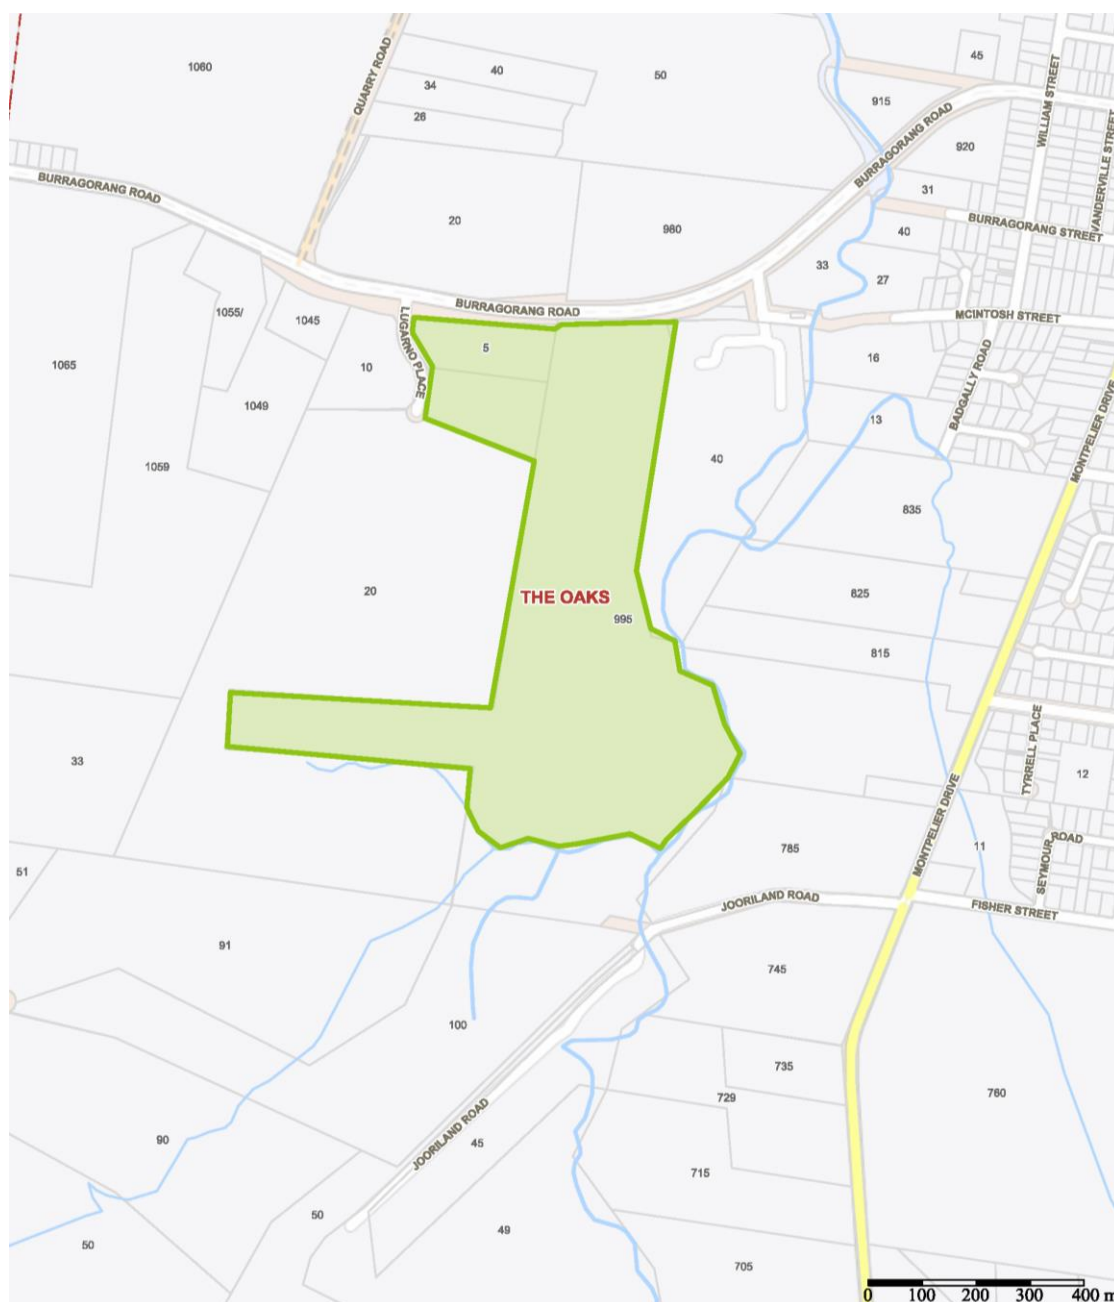 1060
QUARRY ROAD
40
34
26
50
45
WILLIAM STREET
915
BURRAGORANG ROAD
920
VANDERVILLE STREET
BURRAGORANG ROAD
31
BURRAGORANG STREET
20
980
40
33
27
BURRAGORANG ROAD
MCINTOSH STREET
1055/
1045
LUGARNO PLACE
5
16
1065
10
1049
BADGALLY ROAD
MONTPELIER DRIVE
13
1059
40
835
20
THE OAKS
995
825
815
33
TYRRELL PLACE
12
MONTPELIER DRIVE
51
785
11
SEYMOUR ROAD
JOORILAND ROAD
FISHER STREET
91
745
100
735
760
729
JOORILAND ROAD
90
45
715
50
49
50
705
0 100 200 300 400 m